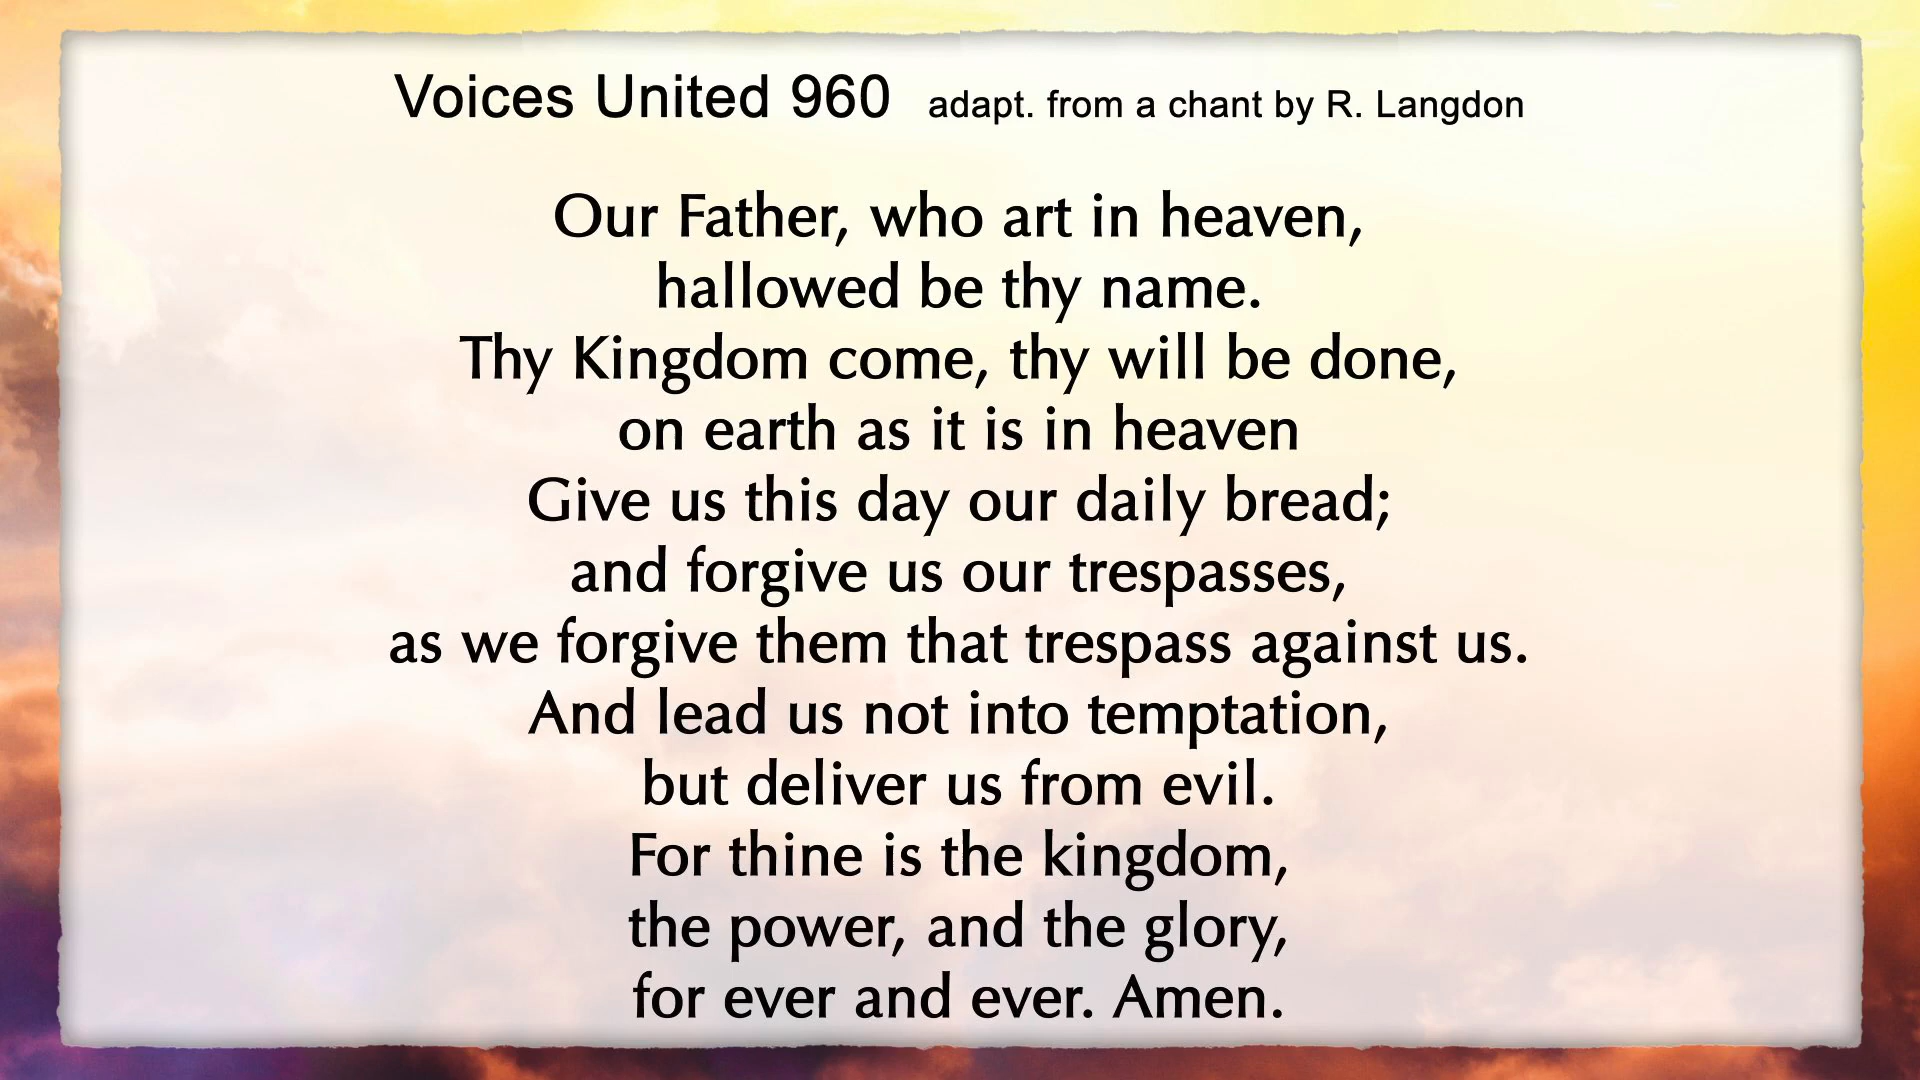 Voices United 960 adapt. from a chant by R. Langdon
Our Father, who art in heaven,
hallowed be thy name.
Thy Kingdom come, thy will be done,
on earth as it is in heaven
Give us this day our daily bread;
and forgive us our trespasses,
as we forgive them that trespass against us.
And lead us not into temptation,
but deliver us from evil.
For thine is the kingdom,
the power, and the glory,
for ever and ever. Amen.